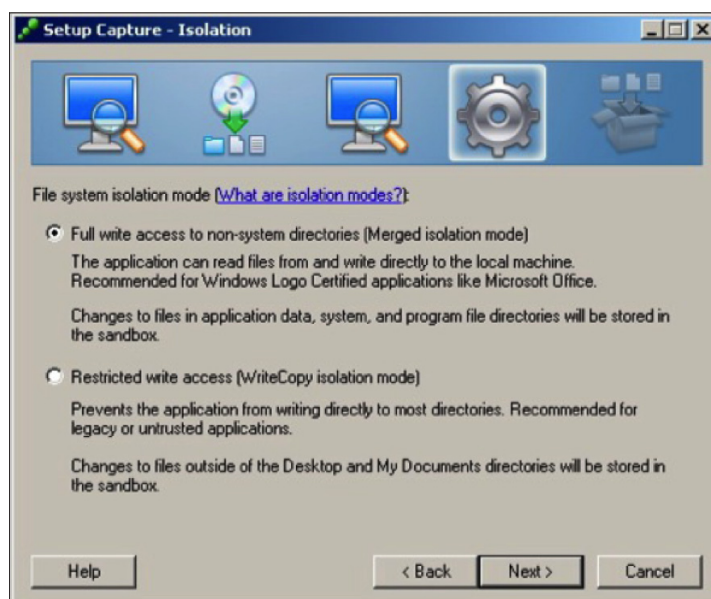 Setup Capture - Isolation
File system isolation mode (What are isolation modes?):
Full write access to non-system directories (Merged isolation mode)
The application can read files from and write directly to the local machine.
Recommended for Windows Logo Certified applications like Microsoft Office.
Changes to files in application data, system, and program file directories will be stored in
the sandbox.
Restricted write access (WriteCopy isolation mode)
Prevents the application from writing directly to most directories. Recommended for
legacy or untrusted applications.
Changes to files outside of the Desktop and My Documents directories will be stored in
the sandbox.
Help
< Back
Next >
Cancel